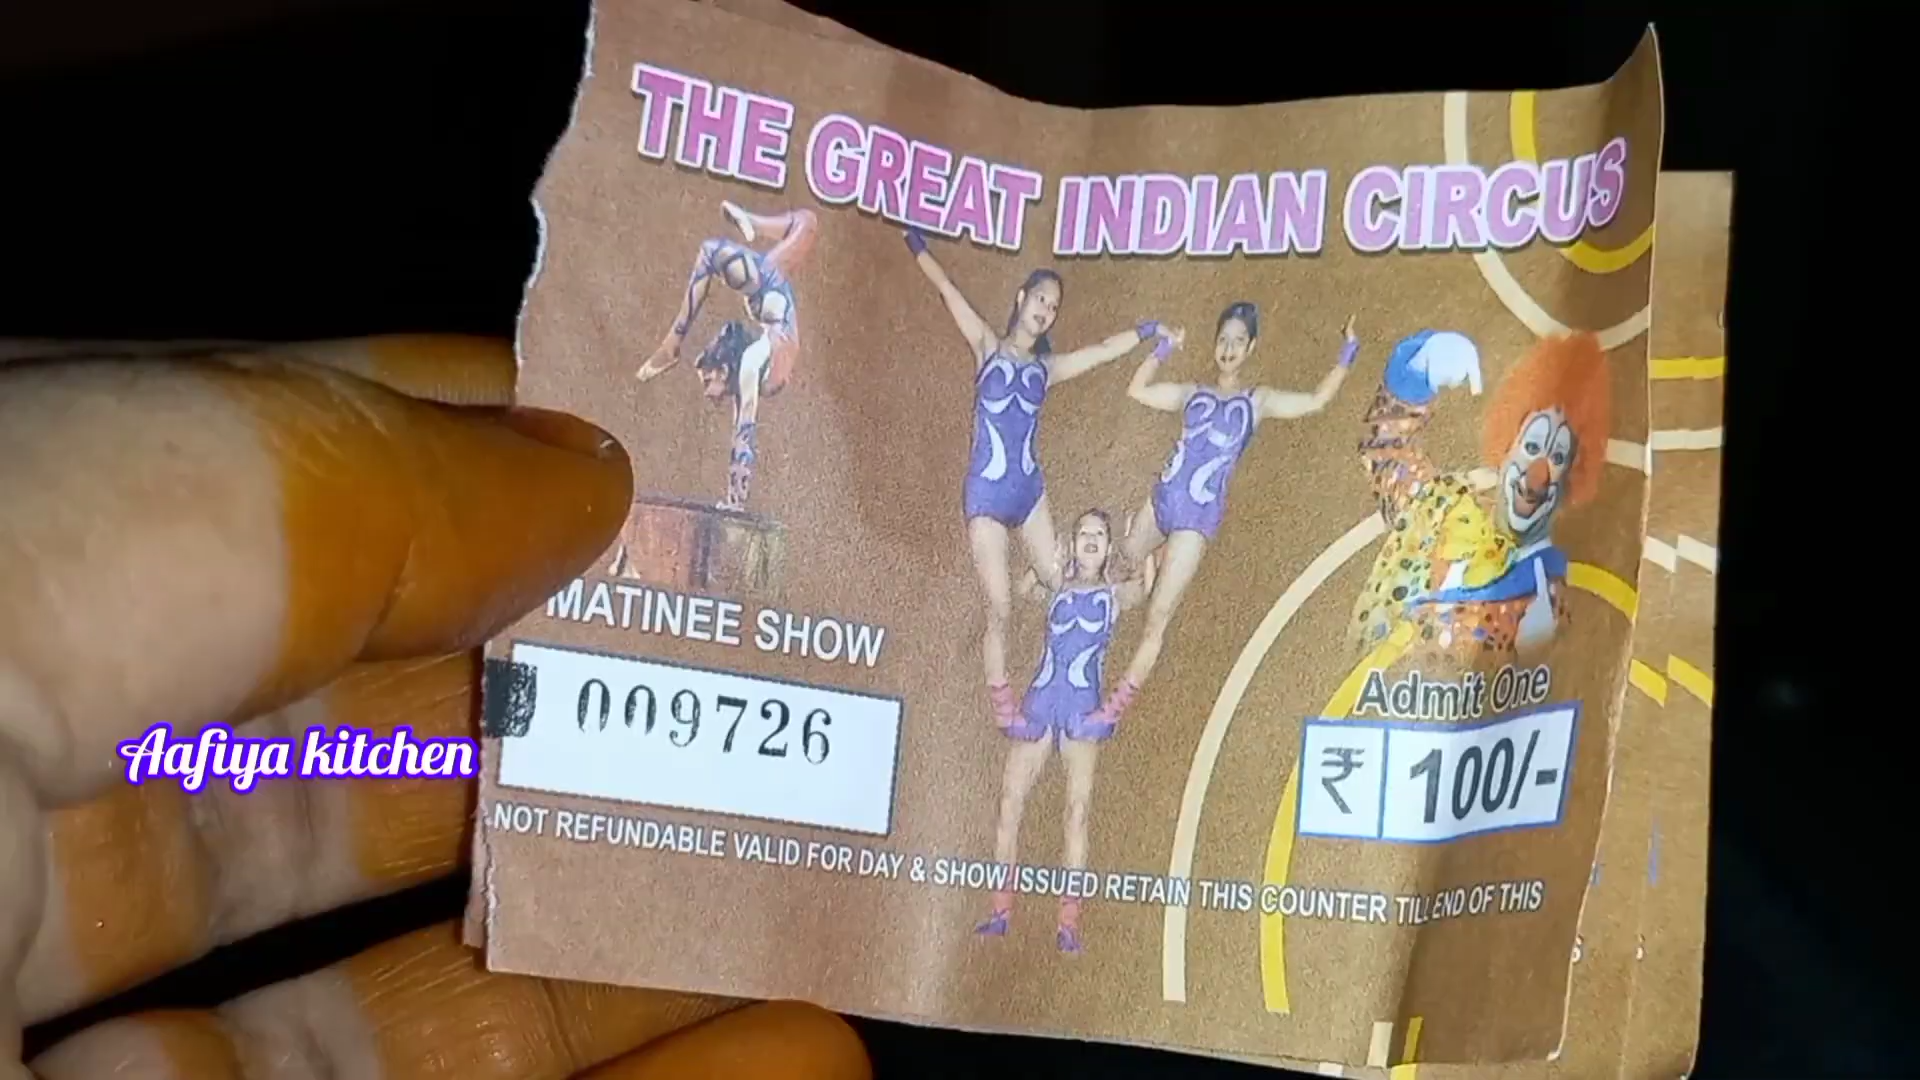 THE GREAT INDIAN CIRCUS
MATINEE SHOW
009726
Admit One
₹ 100/-
NOT REFUNDABLE VALID FOR DAY & SHOW ISSUED RETAIN THIS COUNTER TILL END OF THIS
Aafiya kitchen